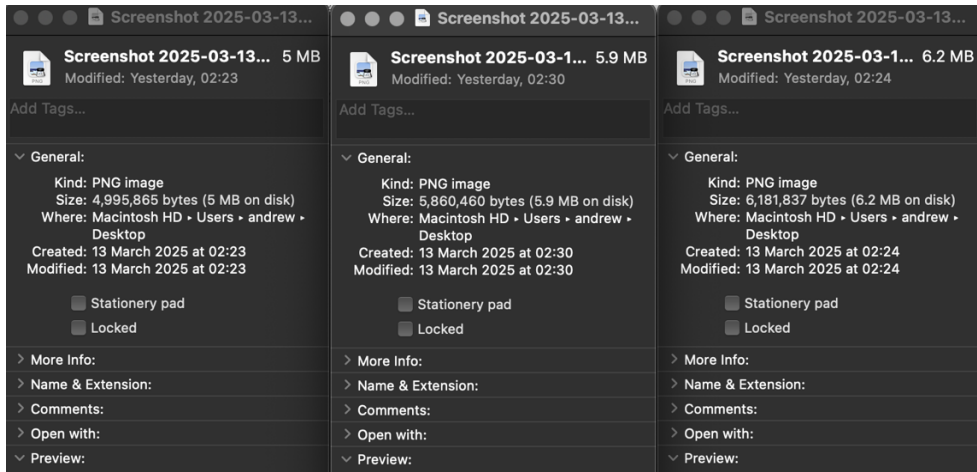 Screenshot 2025-03-13...
Screenshot 2025-03-13... 5 MB
Modified: Yesterday, 02:23
Add Tags...
General:
Kind: PNG image
Size: 4,995,865 bytes (5 MB on disk)
Where: Macintosh HD ▸ Users ▸ andrew ▸
Desktop
Created: 13 March 2025 at 02:23
Modified: 13 March 2025 at 02:23
Stationery pad
Locked
More Info:
Name & Extension:
Comments:
Open with:
Preview:
Screenshot 2025-03-13...
Screenshot 2025-03-1... 5.9 MB
Modified: Yesterday, 02:30
Add Tags...
General:
Kind: PNG image
Size: 5,860,460 bytes (5.9 MB on disk)
Where: Macintosh HD ▸ Users ▸ andrew ▸
Desktop
Created: 13 March 2025 at 02:30
Modified: 13 March 2025 at 02:30
Stationery pad
Locked
More Info:
Name & Extension:
Comments:
Open with:
Preview:
Screenshot 2025-03-13...
Screenshot 2025-03-1... 6.2 MB
Modified: Yesterday, 02:24
Add Tags...
General:
Kind: PNG image
Size: 6,181,837 bytes (6.2 MB on disk)
Where: Macintosh HD ▸ Users ▸ andrew ▸
Desktop
Created: 13 March 2025 at 02:24
Modified: 13 March 2025 at 02:24
Stationery pad
Locked
More Info:
Name & Extension:
Comments:
Open with:
Preview: